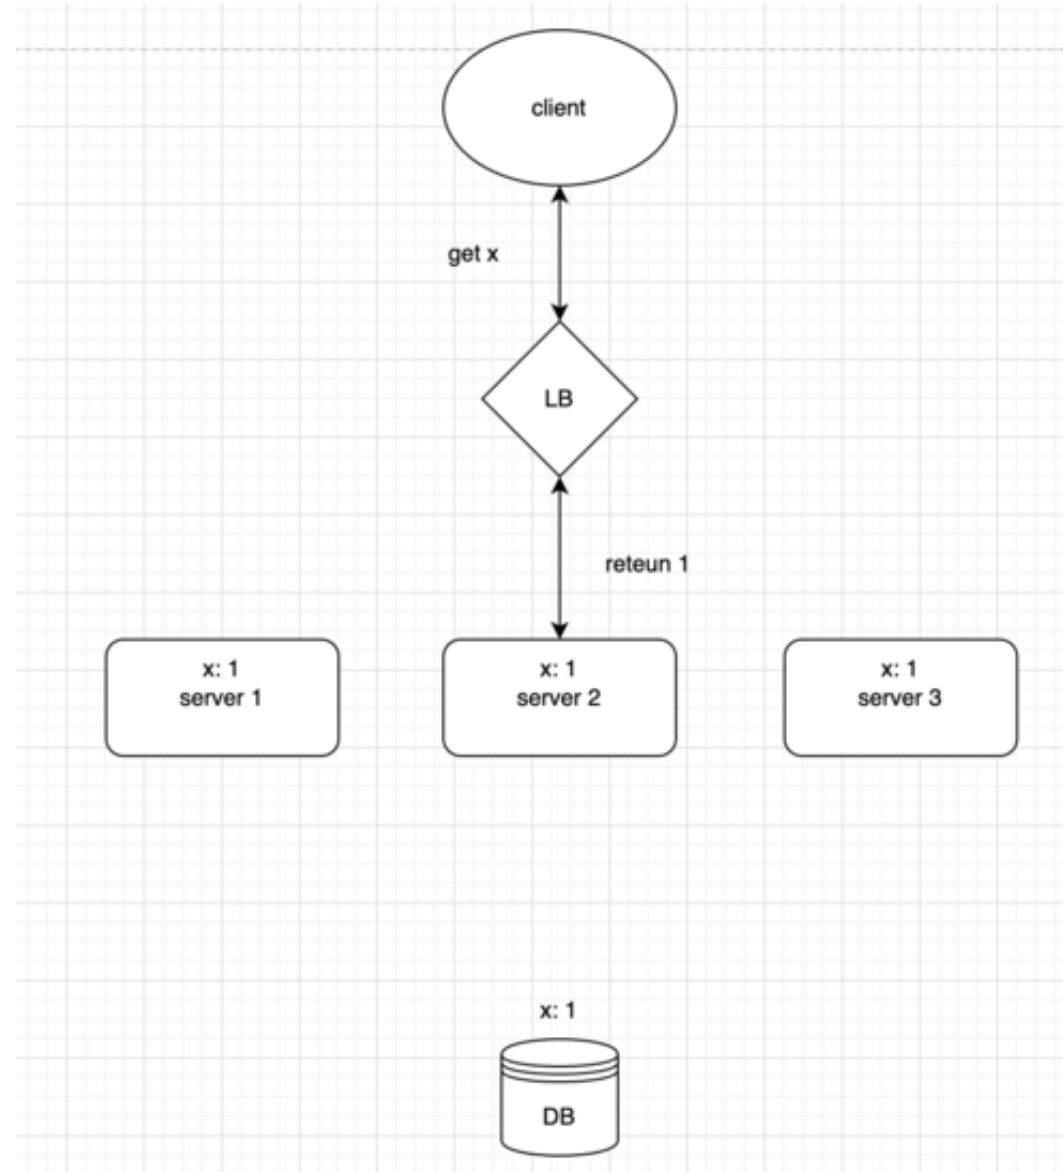 client
get x
LB
reteun 1
x: 1
server 1
x: 1
server 2
x: 1
server 3
x: 1
DB